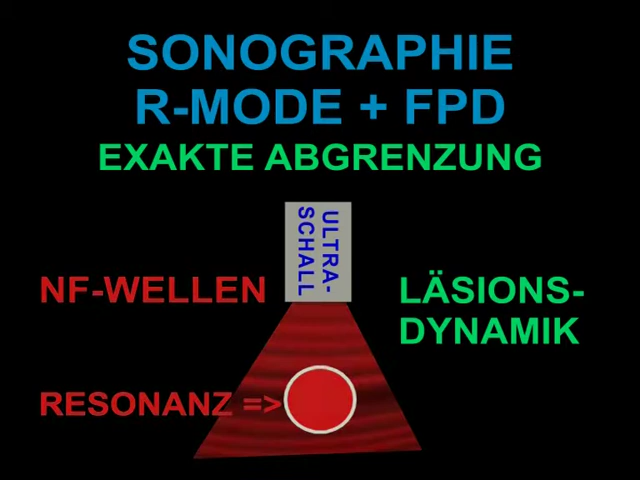 SONOGRAPHIE
R-MODE + FPD
EXAKTE ABGRENZUNG
ULTRA-
SCHALL
NF-WELLEN
LÄSIONS-
DYNAMIK
RESONANZ =>